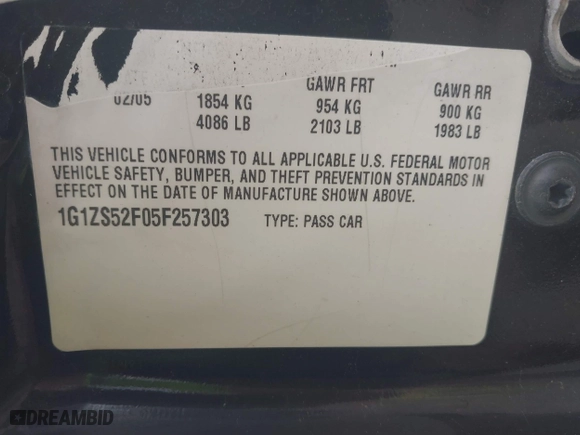 GAWR FRT GAWR RR
02/05 1854 KG 954 KG 900 KG
4086 LB 2103 LB 1983 LB
THIS VEHICLE CONFORMS TO ALL APPLICABLE U.S. FEDERAL MOTOR
VEHICLE SAFETY, BUMPER, AND THEFT PREVENTION STANDARDS IN
EFFECT ON THE DATE OF MANUFACTURE SHOWN ABOVE.
1G1ZS52F05F257303 TYPE: PASS CAR
DREAMBID